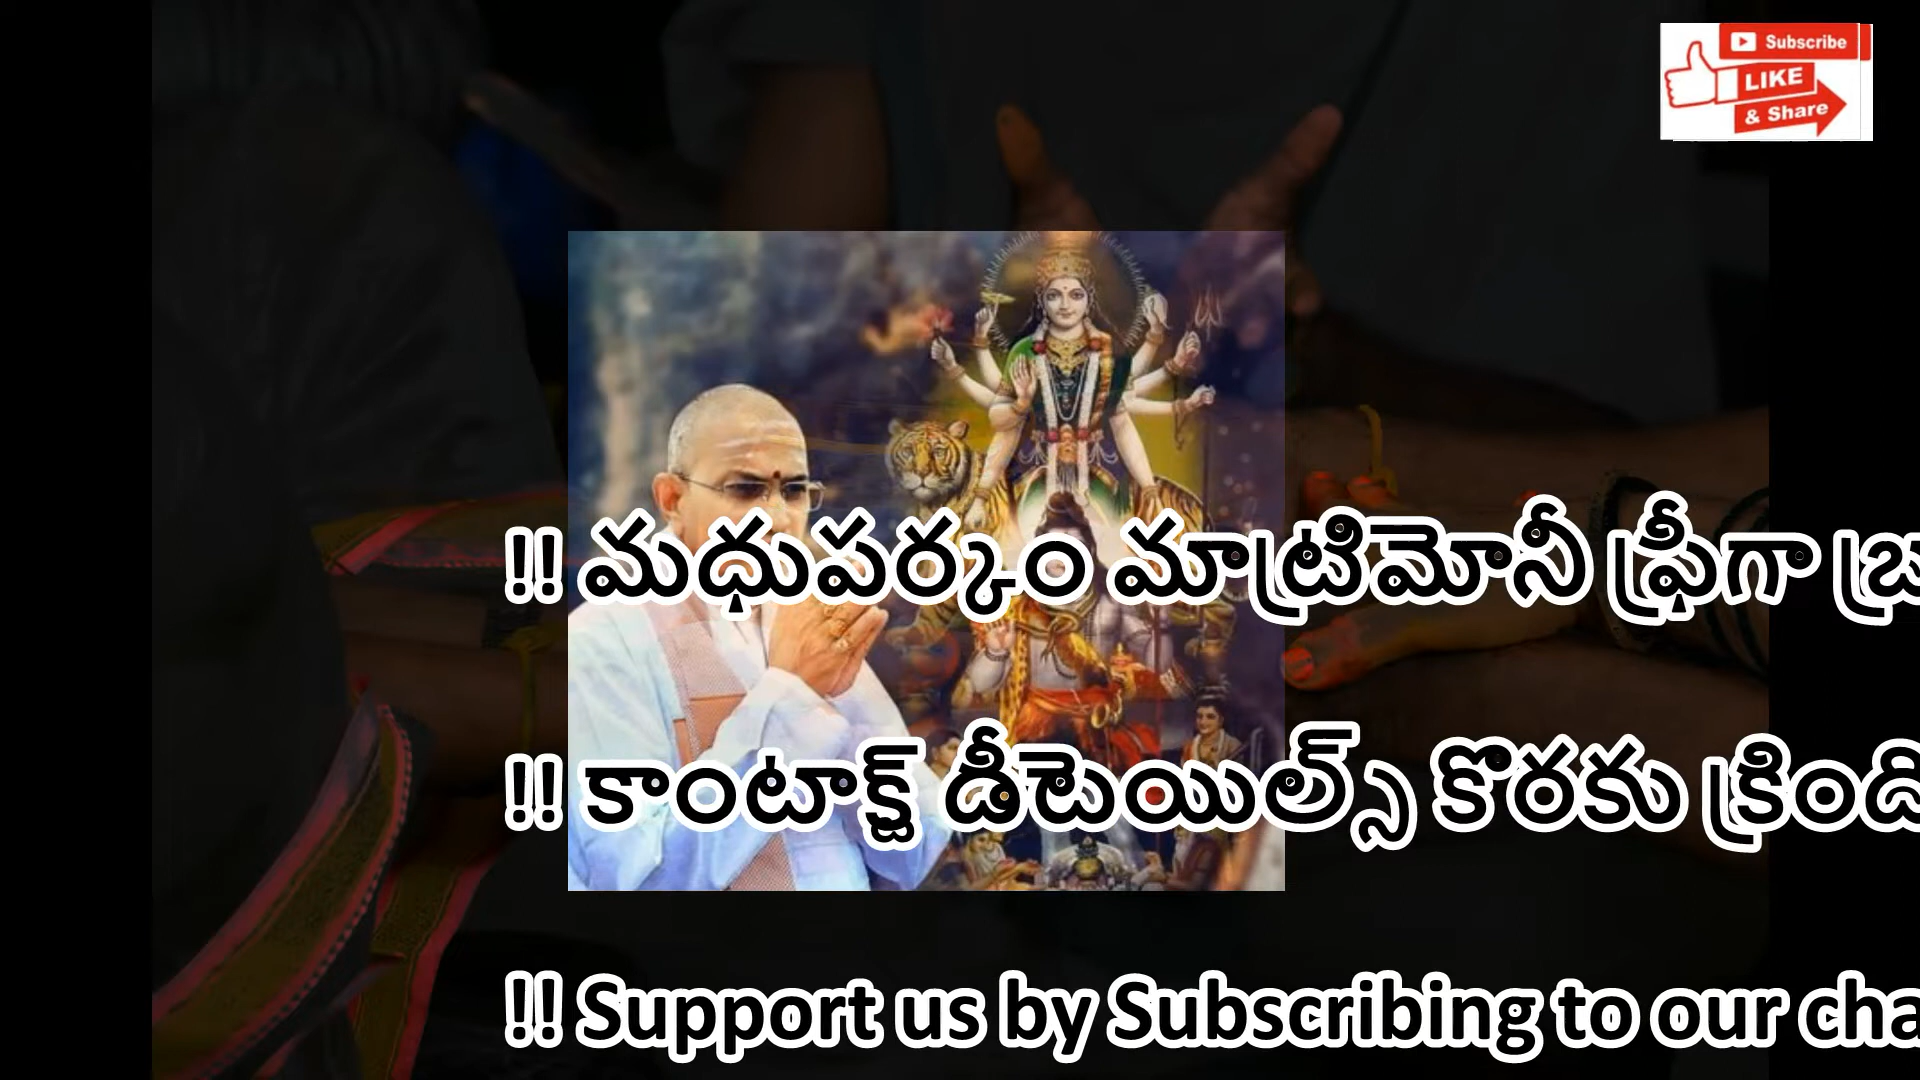 Subscribe
LIKE
& Share
!! మధుపర్కం మాట్రిమోనీ ఫ్రీగా
!! కాంటాక్ట్ డీటెయిల్స్ కొరకు
!! Support us by Subscribing to our